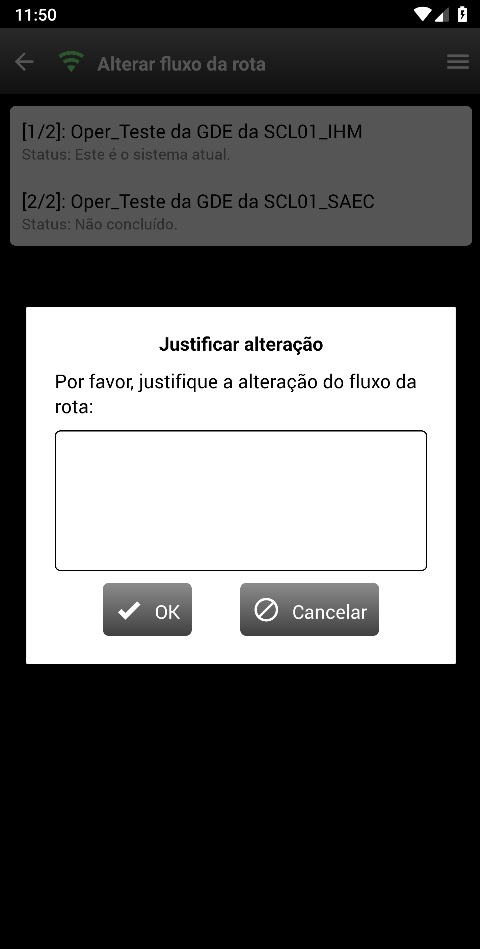 11:50
Alterar fluxo da rota
[1/2]: Oper_Teste da GDE da SCL01_IHM
Status: Este é o sistema atual.
[2/2]: Oper_Teste da GDE da SCL01_SAEC
Status: Não concluído.
Justificar alteração
Por favor, justifique a alteração do fluxo da
rota:
OK
Cancelar